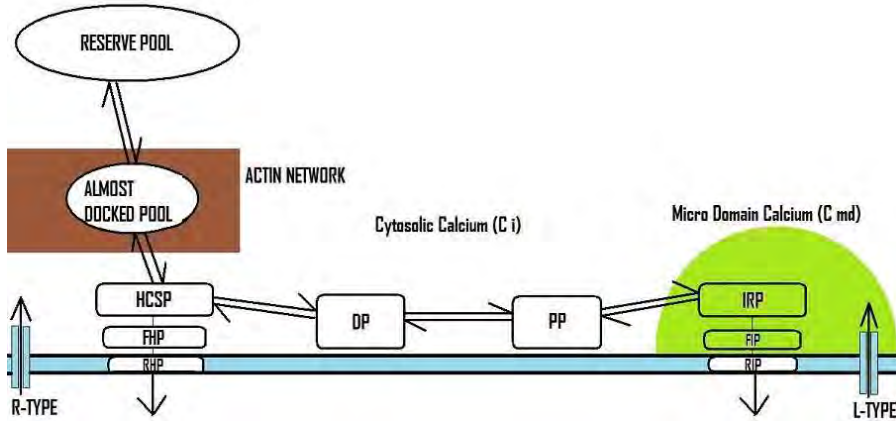 RESERVE POOL
ACTIN NETWORK
ALMOST
DOCKED POOL
Cytosolic Calcium (C i)
Micro Domain Calcium (C md)
HCSP
IRP
DP
PP
FHP
FIP
RHP
RIP
R-TYPE
L-TYPE